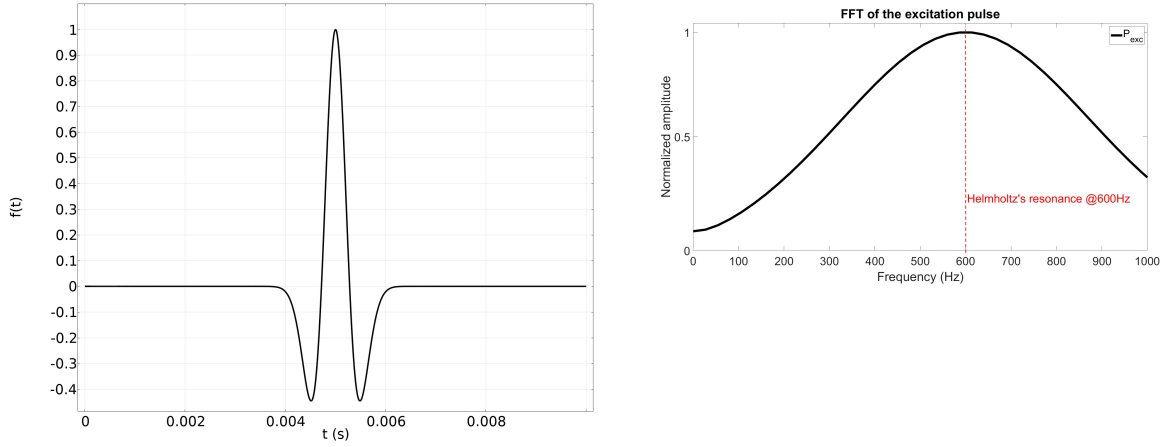 1
0.9
0.8
0.7
0.6
0.5
0.4
0.3
0.2
0.1
0
-0.1
-0.2
-0.3
-0.4
f(t)
0 0.002 0.004 0.006 0.008
t (s)
FFT of the excitation pulse
P_exc
1
0.5
0
Normalized amplitude
Helmholtz's resonance @600Hz
0 100 200 300 400 500 600 700 800 900 1000
Frequency (Hz)